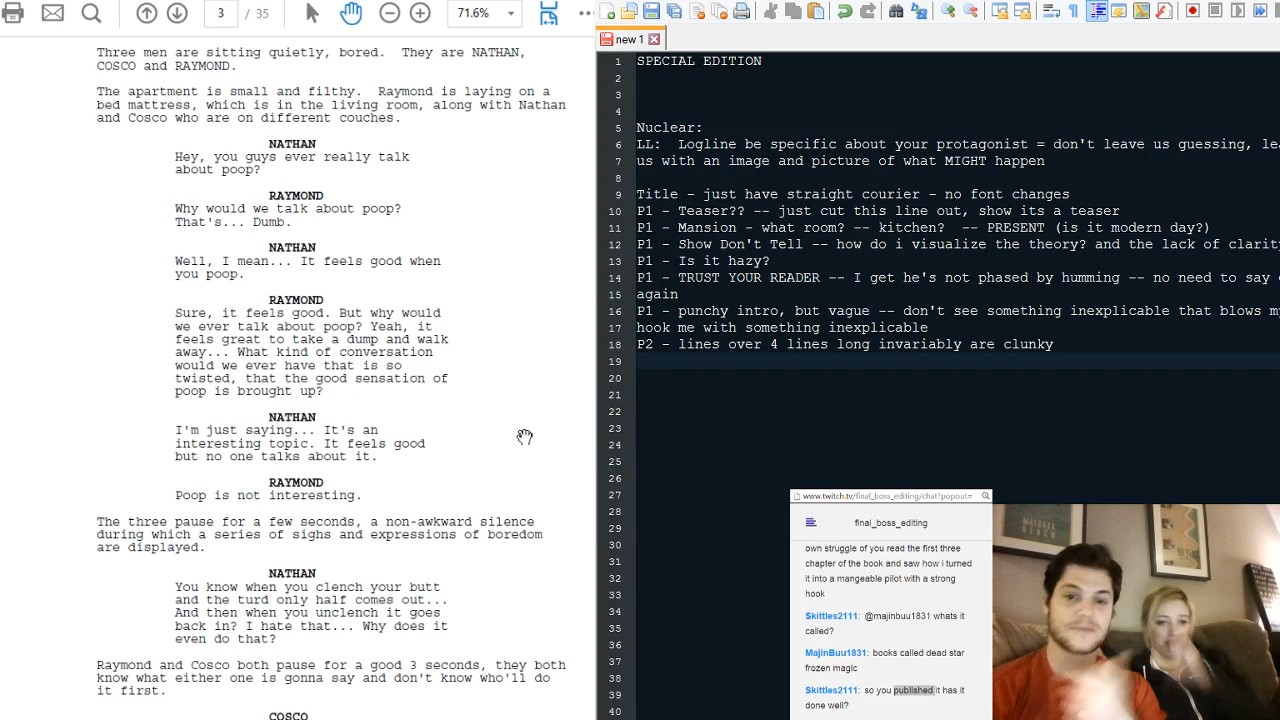 3 / 35
71.6%
Three men are sitting quietly, bored. They are NATHAN,
COSCO and RAYMOND.
The apartment is small and filthy. Raymond is laying on a
bed mattress, which is in the living room, along with Nathan
and Cosco who are on different couches.
NATHAN
Hey, you guys ever really talk
about poop?
RAYMOND
Why would we talk about poop?
That's... Dumb.
NATHAN
Well, I mean... It feels good when
you poop.
RAYMOND
Sure, it feels good. But why would
we ever talk about poop? Yeah, it
feels great to take a dump and walk
away... What kind of conversation
would we ever have that is so
twisted, that the good sensation of
poop is brought up?
NATHAN
I'm just saying... It's an
interesting topic. It feels good
but no one talks about it.
RAYMOND
Poop is not interesting.
The three pause for a few seconds, a non-awkward silence
during which a series of sighs and expressions of boredom
are displayed.
NATHAN
You know when you clench your butt
and the turd only half comes out...
And then when you unclench it goes
back in? I hate that... Why does it
even do that?
Raymond and Cosco both pause for a good 3 seconds, they both
know what either one is gonna say and don't know who'll do
it first.
COSCO
new 1
1 SPECIAL EDITION
2
3
4
5 Nuclear:
6 LL: Logline be specific about your protagonist = don't leave us guessing, lea
7 us with an image and picture of what MIGHT happen
8
9 Title - just have straight courier - no font changes
10 P1 - Teaser?? -- just cut this line out, show its a teaser
11 P1 - Mansion - what room? -- kitchen? -- PRESENT (is it modern day?)
12 P1 - Show Don't Tell -- how do i visualize the theory? and the lack of clarit
13 P1 - Is it hazy?
14 P1 - TRUST YOUR READER -- I get he's not phased by humming -- no need to say
15 again
16 P1 - punchy intro, but vague -- don't see something inexplicable that blows my
17 hook me with something inexplicable
18 P2 - lines over 4 lines long invariably are clunky
19
20
21
22
23
24
25
26
27
28
29
30
31
32
33
34
35
36
37
38
39
40
www.twitch.tv/final_boss_editing/chat?popout=
final_boss_editing
own struggle of you read the first three
chapter of the book and saw how i turned
it into a mangeable pilot with a strong
hook
Skittles2111: @majinbuu1831 whats it
called?
MajinBuu1831: books called dead star
frozen magic
Skittles2111: so you published it has it
done well?